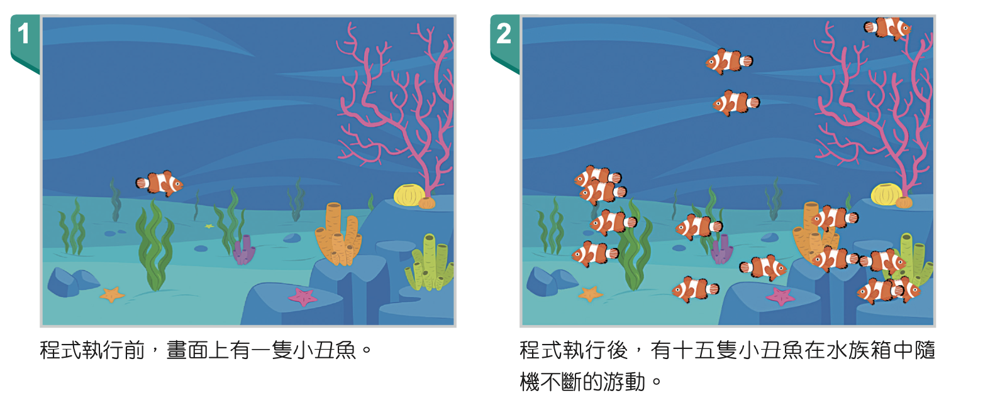 1
程式執行前，畫面上有一隻小丑魚。
2
程式執行後，有十五隻小丑魚在水族箱中隨
機不斷的游動。